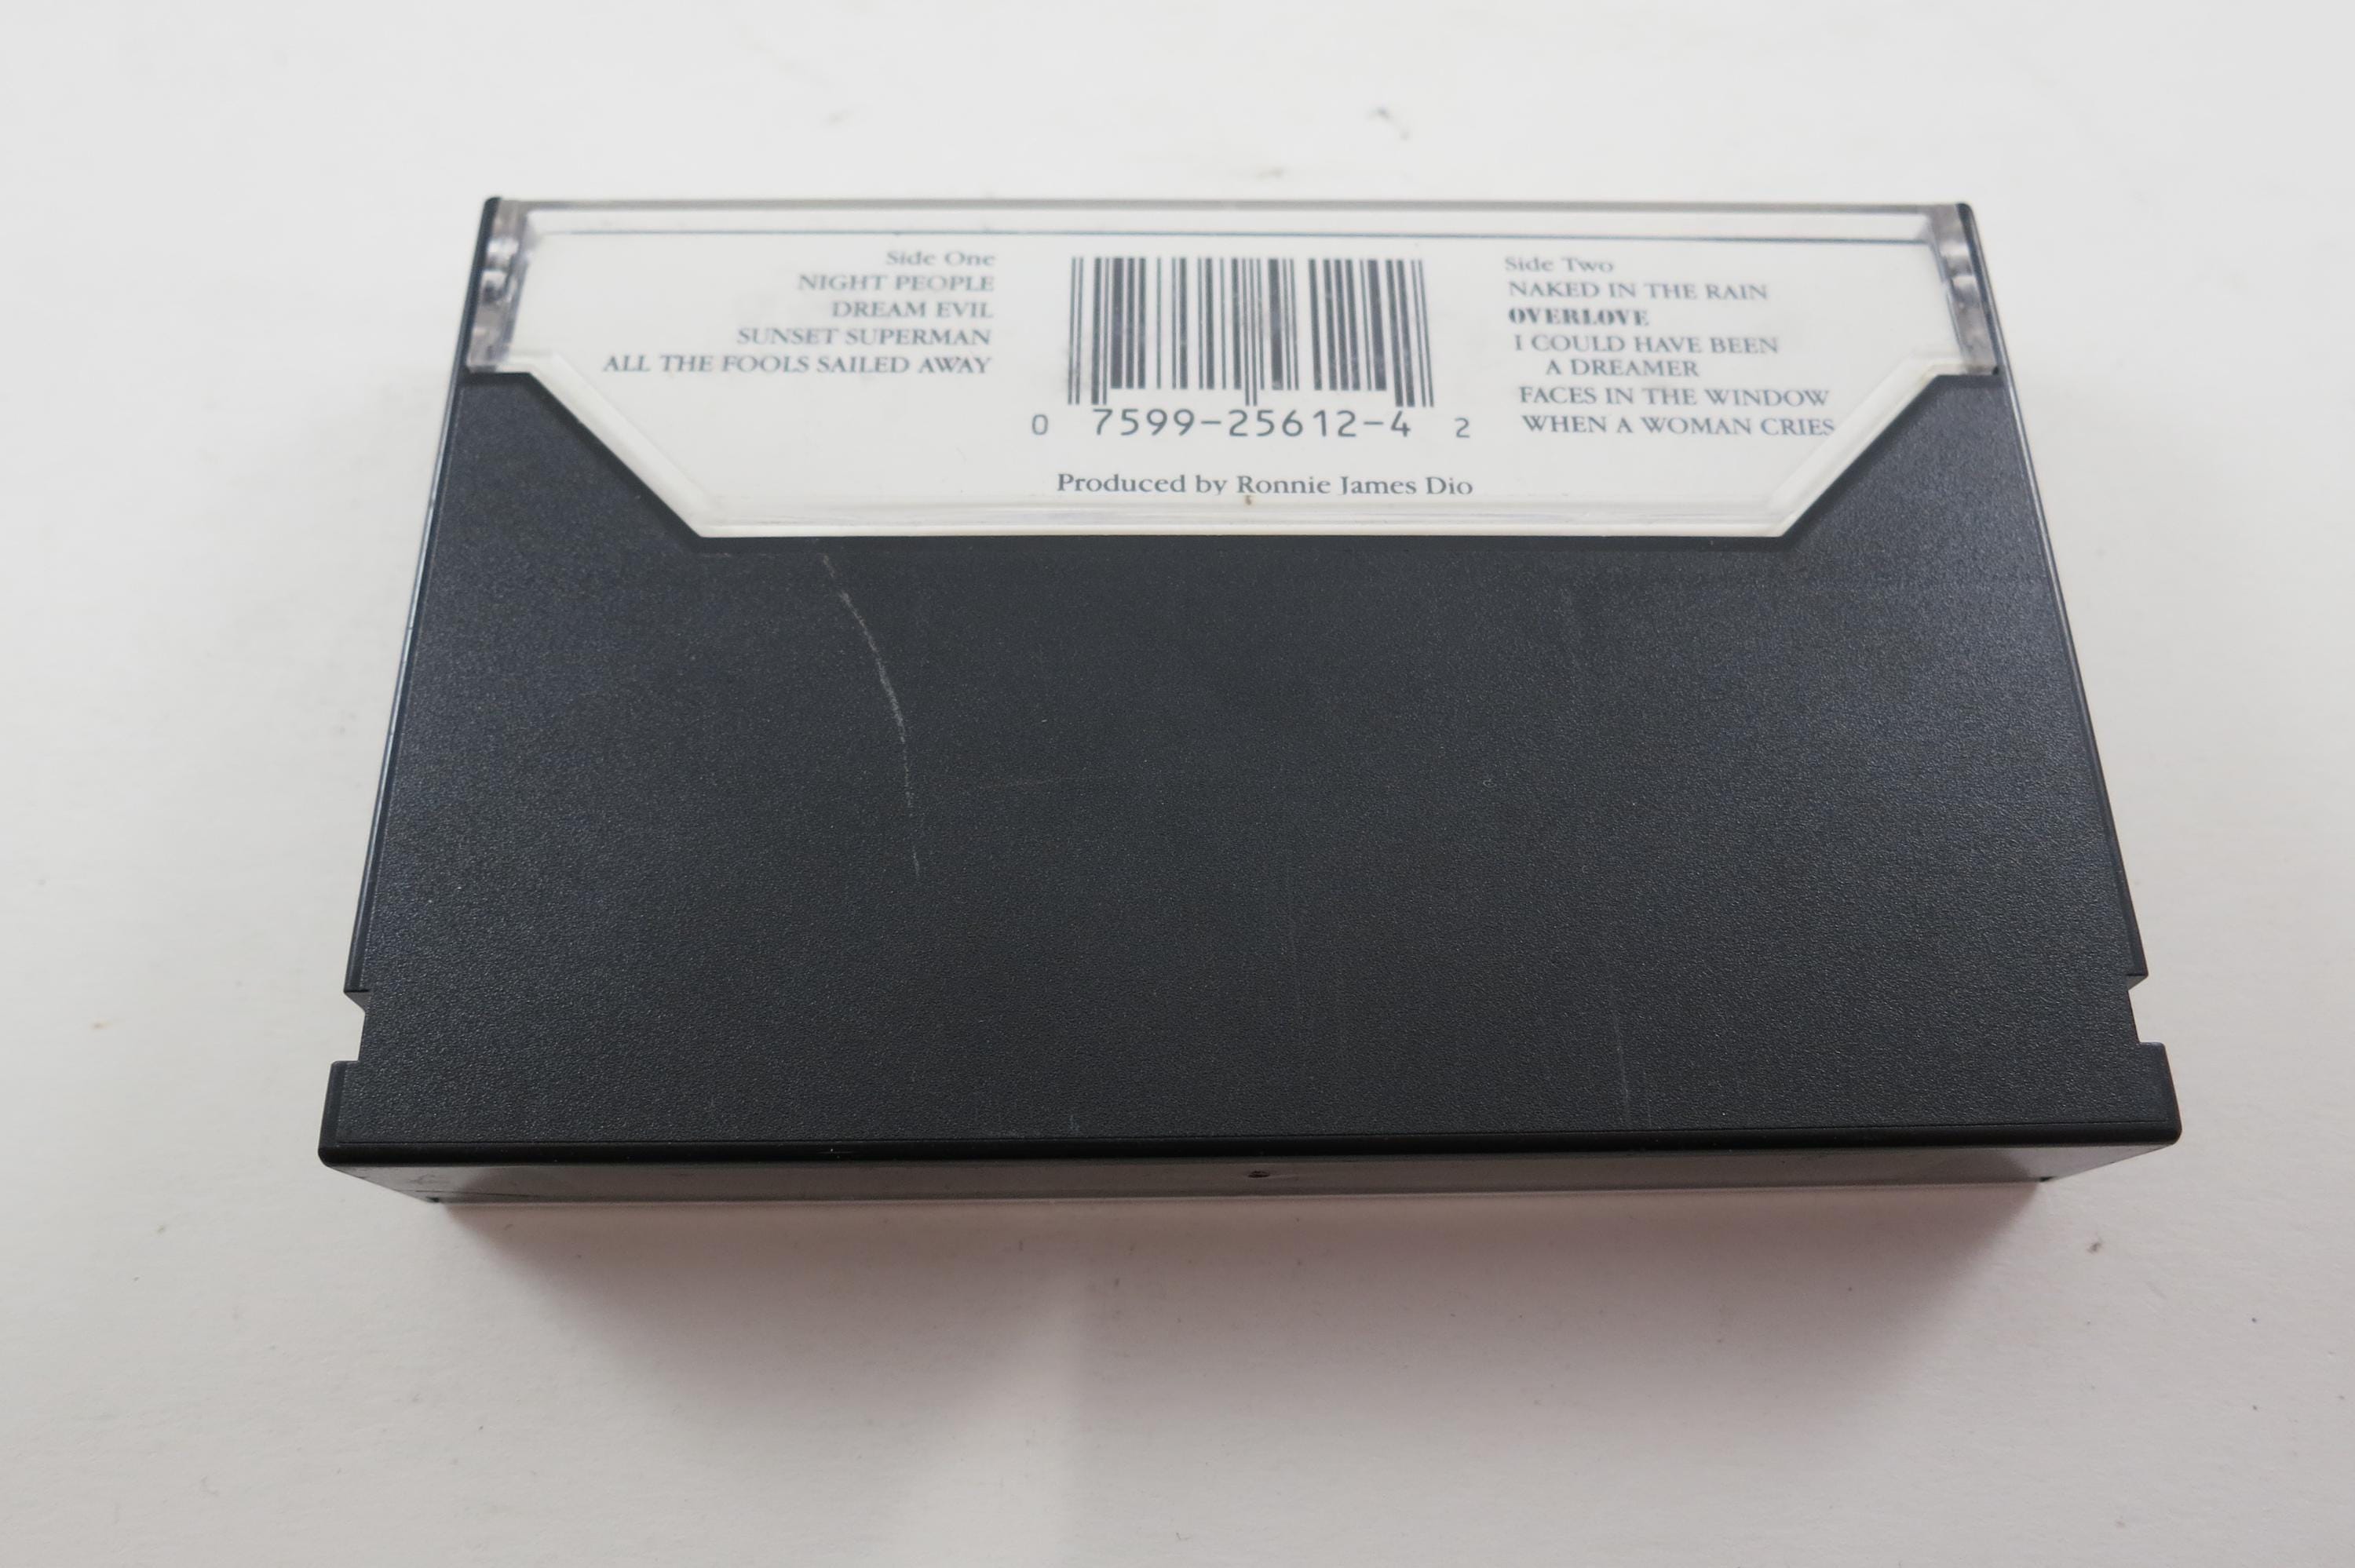 Side One
NIGHT PEOPLE
DREAM EVIL
SUNSET SUPERMAN
ALL THE FOOLS SAILED AWAY
0 7599-25612-4 2
Side Two
NAKED IN THE RAIN
OVERLOVE
I COULD HAVE BEEN
A DREAMER
FACES IN THE WINDOW
WHEN A WOMAN CRIES
Produced by Ronnie James Dio